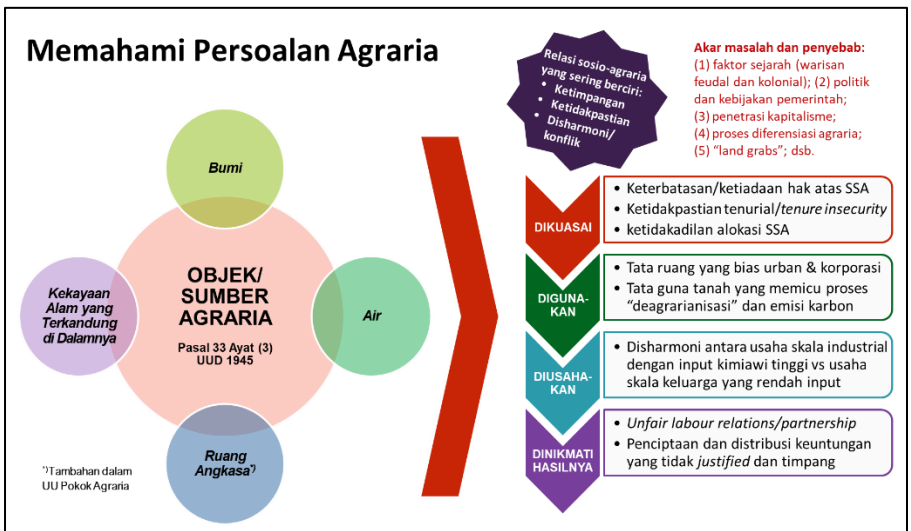 Memahami Persoalan Agraria
Bumi
Kekayaan
Alam yang
Terkandung
di Dalamnya
OBJEK/
SUMBER
AGRARIA
Pasal 33 Ayat (3)
UUD 1945
Air
Ruang
Angkasa*)
*)Tambahan dalam
UU Pokok Agraria
Relasi sosio-agraria
yang sering berciri:
• Ketimpangan
• Ketidakpastian
• Disharmoni/
konflik
Akar masalah dan penyebab:
(1) faktor sejarah (warisan
feudal dan kolonial); (2) politik
dan kebijakan pemerintah;
(3) penetrasi kapitalisme;
(4) proses diferensiasi agraria;
(5) “land grabs”; dsb.
DIKUASAI
• Keterbatasan/ketiadaan hak atas SSA
• Ketidakpastian tenurial/tenure insecurity
• ketidakadilan alokasi SSA
DIGUNA-
KAN
• Tata ruang yang bias urban & korporasi
• Tata guna tanah yang memicu proses
“deagrarianisasi” dan emisi karbon
DIUSAHA-
KAN
• Disharmoni antara usaha skala industrial
dengan input kimiawi tinggi vs usaha
skala keluarga yang rendah input
DINIKMATI
HASILNYA
• Unfair labour relations/partnership
• Penciptaan dan distribusi keuntungan
yang tidak justified dan timpang